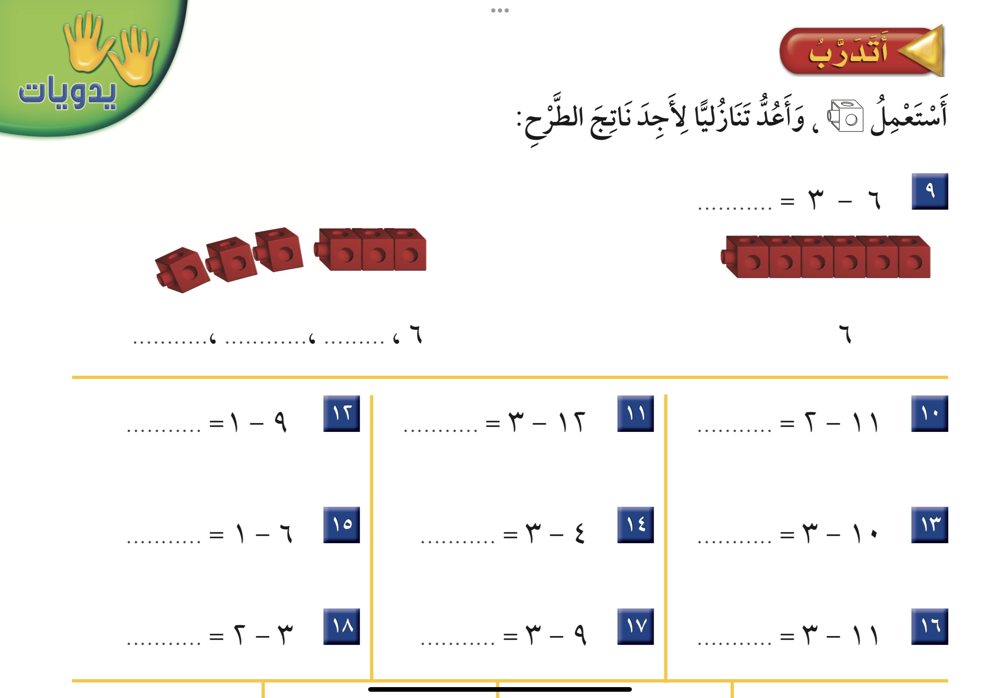 أَتَدَرَّبُ
يدويات
أَسْتَعْمِلُ ، وَأَعُدُّ تَنَازُليًّا لِأَجِدَ نَاتِجَ الطَّرْحِ:
٩ ٦ – ٣ = ...........
٦
٦ ، ......... ، ............ ، ...........
١٠ ١١ – ٢ = ...........
١١ ١٢ – ٣ = ...........
١٢ ٩ – ١ = ...........
١٣ ١٠ – ٣ = ...........
١٤ ٤ – ٣ = ...........
١٥ ٦ – ١ = ...........
١٦ ١١ – ٣ = ...........
١٧ ٩ – ٣ = ...........
١٨ ٣ – ٢ = ...........